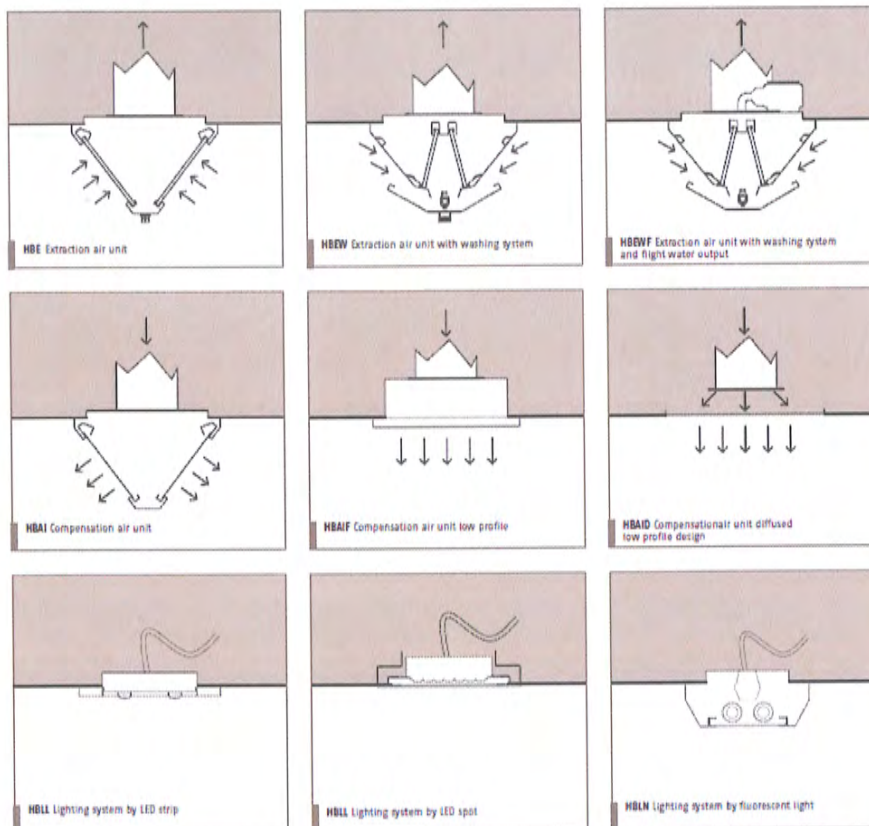 HBE Extraction air unit
HBEW Extraction air unit with washing system
HBEWF Extraction air unit with washing system
and flight water output
HBAI Compensation air unit
HBAIF Compensation air unit low profile
HBAID Compensationair unit diffused
low profile design
HBLL Lighting system by LED strip
HBLL Lighting system by LED spot
HBLN Lighting system by fluorescent light